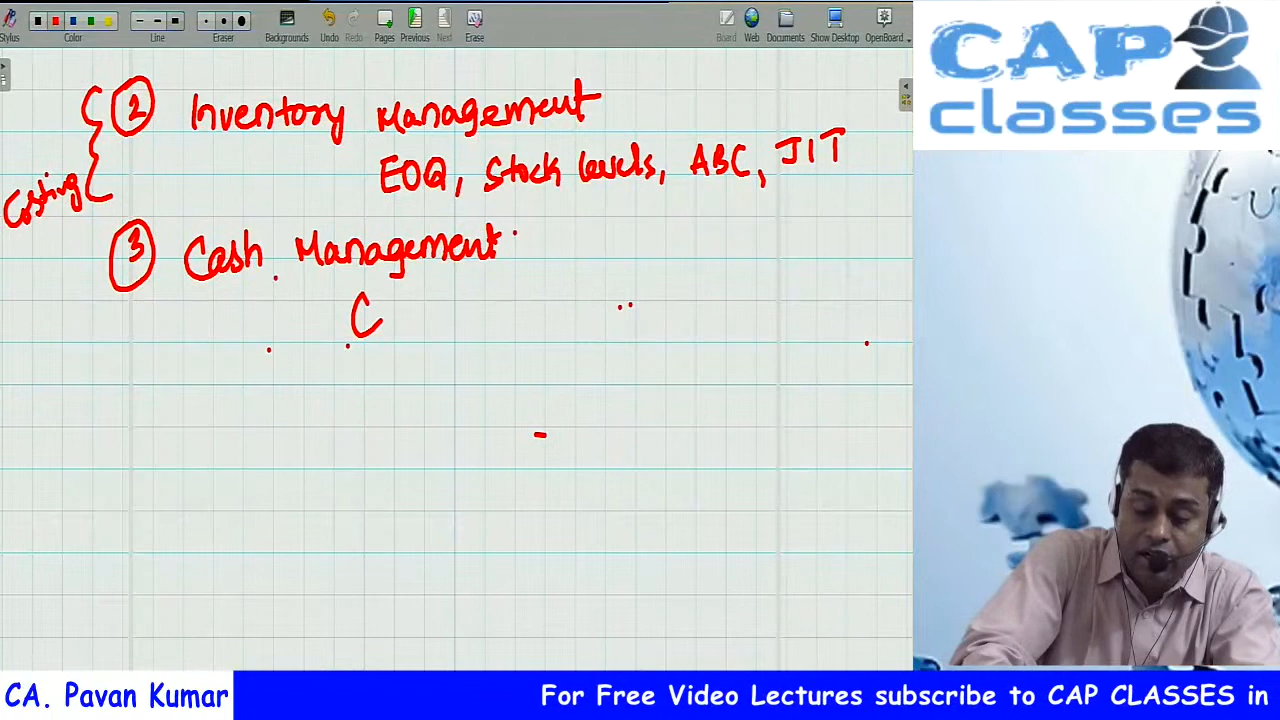 Stylus Color Line Eraser Backgrounds Undo Redo Pages Previous Next Erase Board Web Documents Show Desktop OpenBoard
CAP
classes
2 Inventory Management
EOQ, Stock levels, ABC, JIT
Costing
3 Cash Management
C
CA. Pavan Kumar
For Free Video Lectures subscribe to CAP CLASSES in